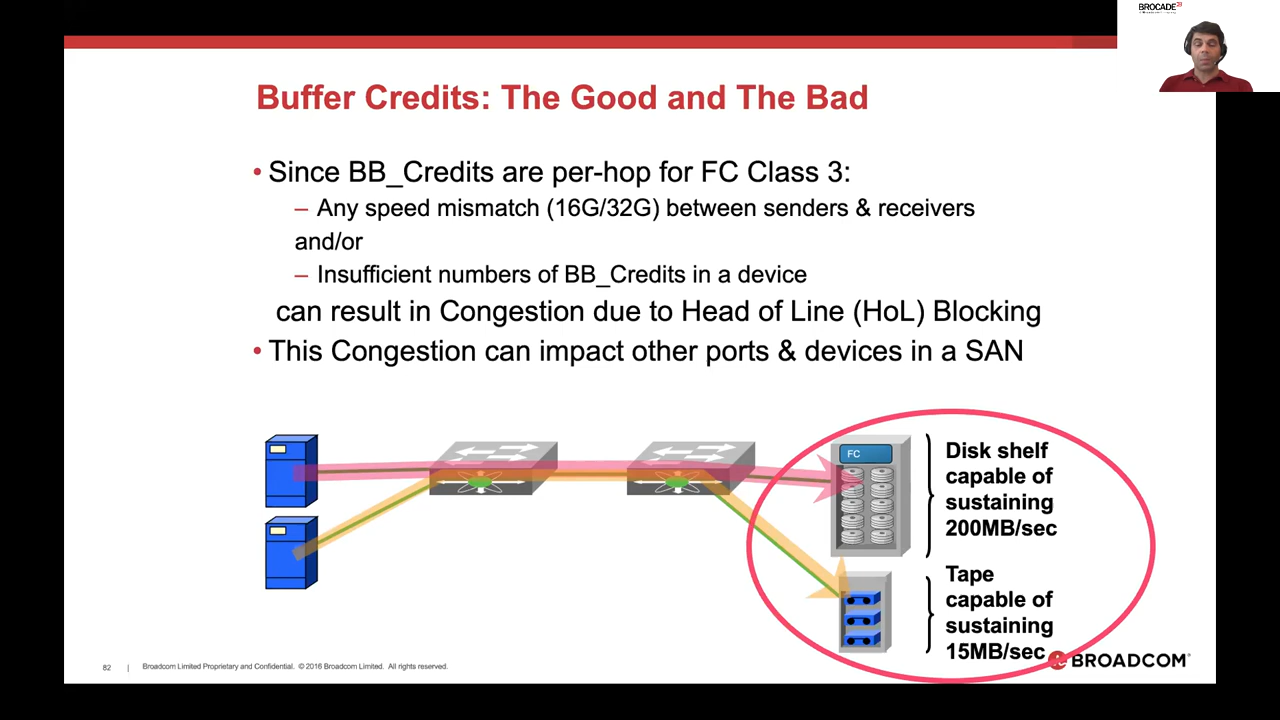 BROCADE
Buffer Credits: The Good and The Bad
• Since BB_Credits are per-hop for FC Class 3:
– Any speed mismatch (16G/32G) between senders & receivers
and/or
– Insufficient numbers of BB_Credits in a device
can result in Congestion due to Head of Line (HoL) Blocking
• This Congestion can impact other ports & devices in a SAN
FC
Disk shelf
capable of
sustaining
200MB/sec
Tape
capable of
sustaining
15MB/sec
82 | Broadcom Limited Proprietary and Confidential. © 2016 Broadcom Limited. All rights reserved.
BROADCOM®